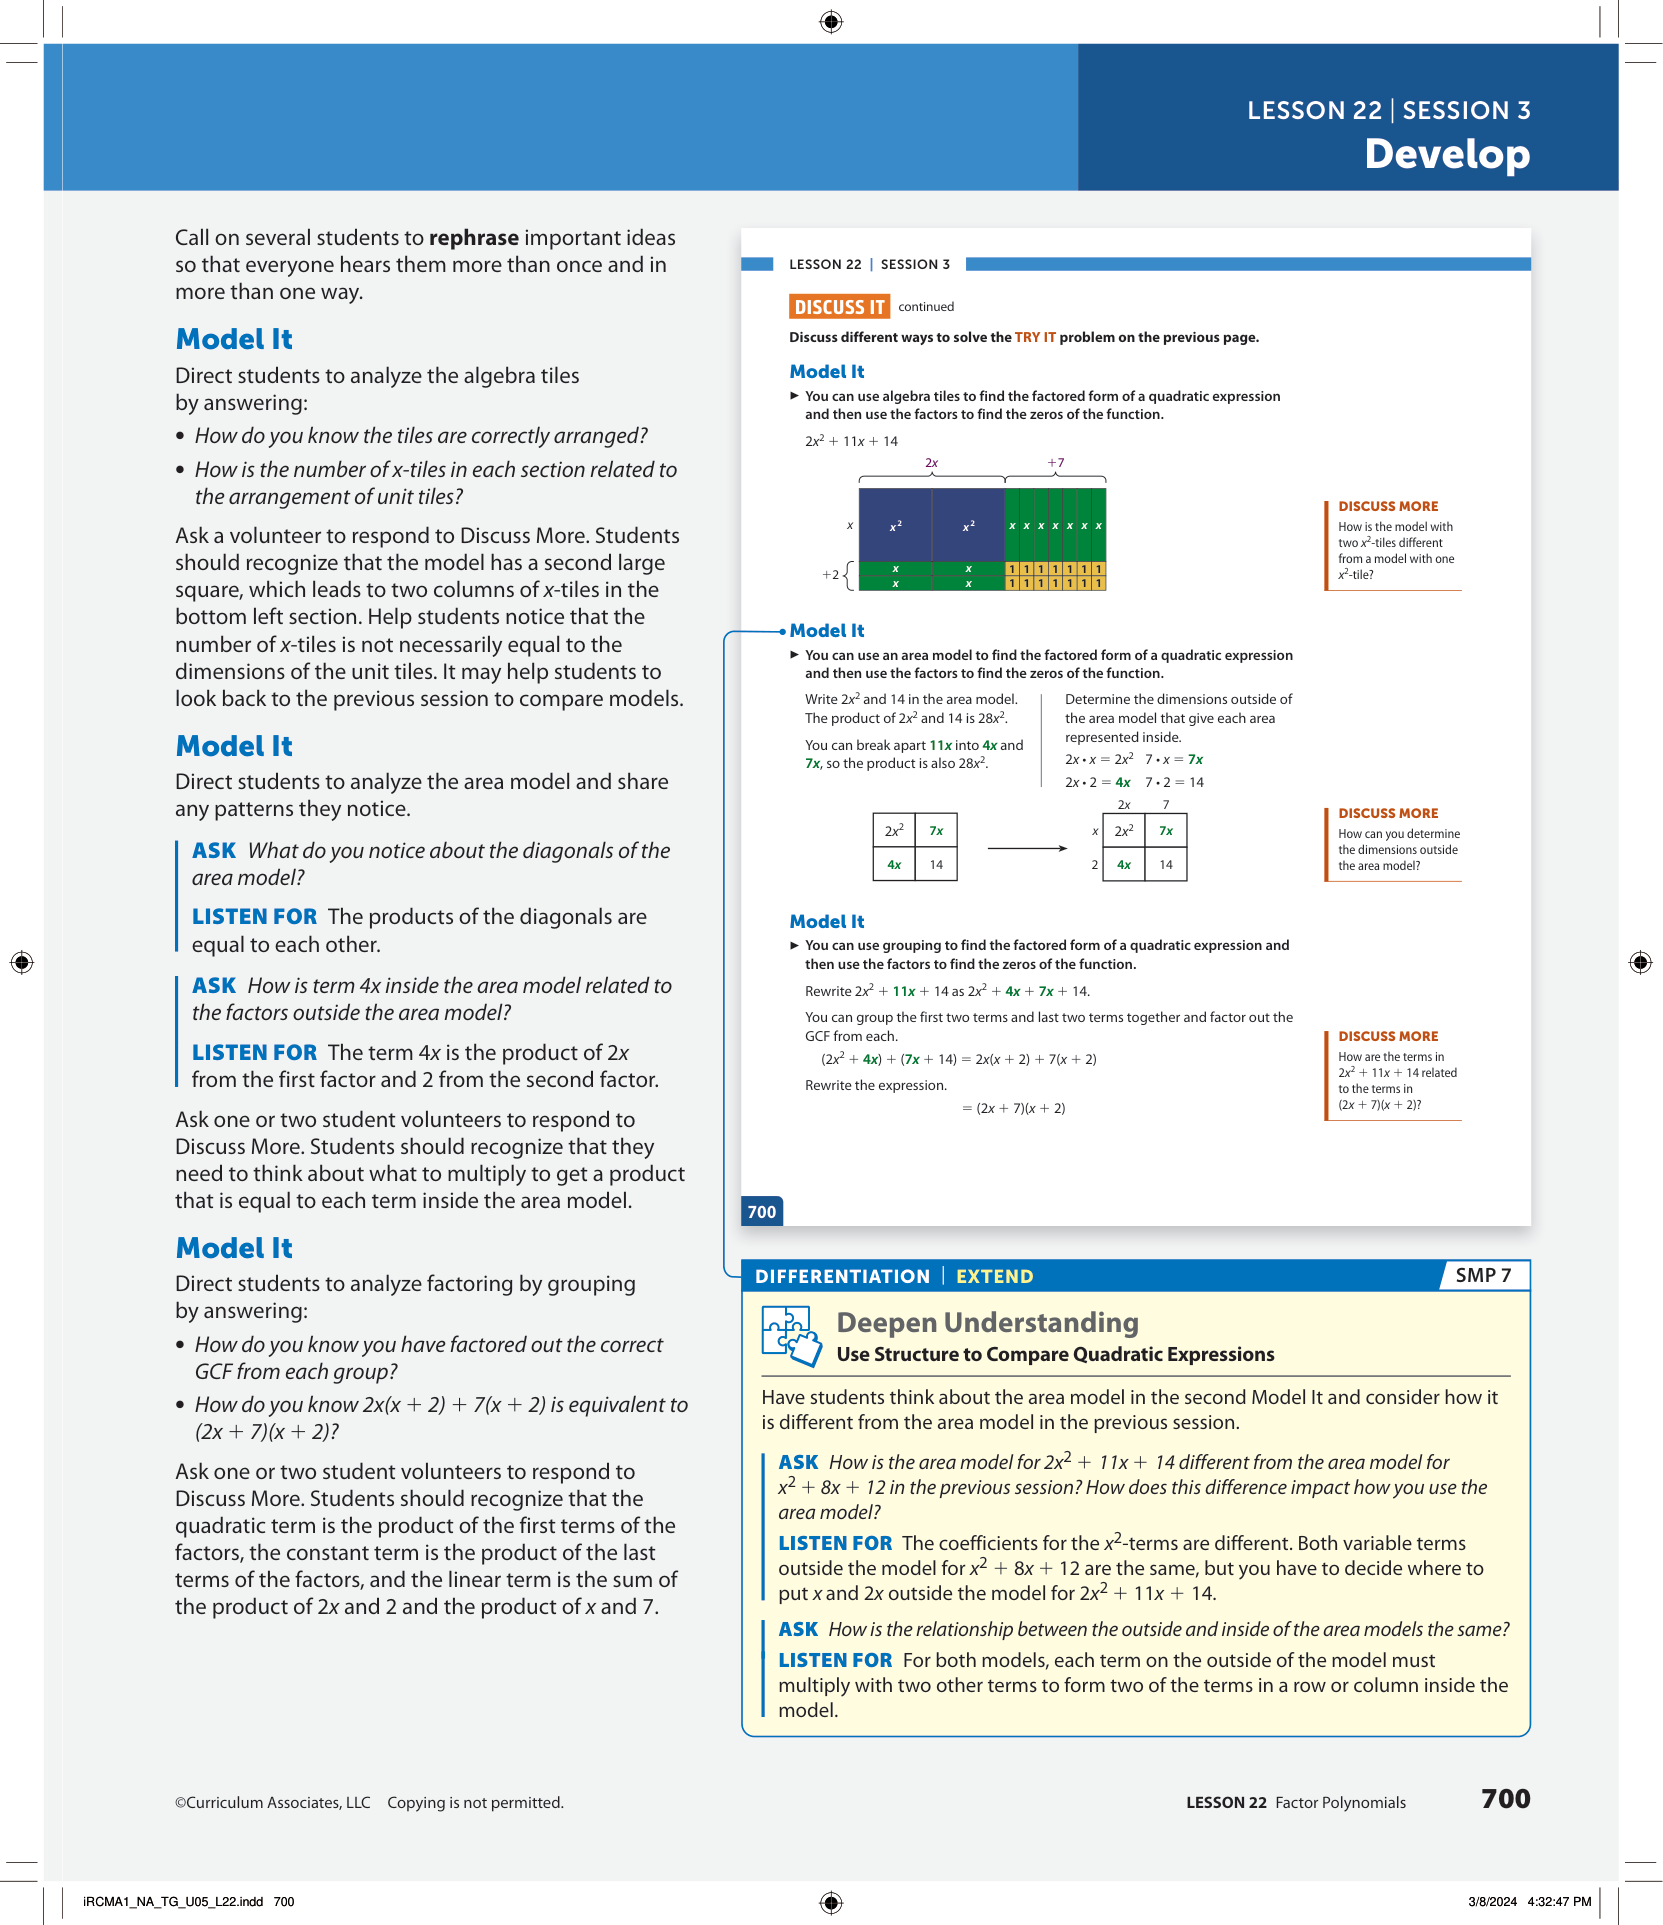 LESSON 22 | SESSION 3
Develop
Call on several students to rephrase important ideas
so that everyone hears them more than once and in
more than one way.
Model It
Direct students to analyze the algebra tiles
by answering:
• How do you know the tiles are correctly arranged?
• How is the number of x-tiles in each section related to
the arrangement of unit tiles?
Ask a volunteer to respond to Discuss More. Students
should recognize that the model has a second large
square, which leads to two columns of x-tiles in the
bottom left section. Help students notice that the
number of x-tiles is not necessarily equal to the
dimensions of the unit tiles. It may help students to
look back to the previous session to compare models.
Model It
Direct students to analyze the area model and share
any patterns they notice.
ASK What do you notice about the diagonals of the
area model?
LISTEN FOR The products of the diagonals are
equal to each other.
ASK How is term 4x inside the area model related to
the factors outside the area model?
LISTEN FOR The term 4x is the product of 2x
from the first factor and 2 from the second factor.
Ask one or two student volunteers to respond to
Discuss More. Students should recognize that they
need to think about what to multiply to get a product
that is equal to each term inside the area model.
Model It
Direct students to analyze factoring by grouping
by answering:
• How do you know you have factored out the correct
GCF from each group?
• How do you know 2x(x + 2) + 7(x + 2) is equivalent to
(2x + 7)(x + 2)?
Ask one or two student volunteers to respond to
Discuss More. Students should recognize that the
quadratic term is the product of the first terms of the
factors, the constant term is the product of the last
terms of the factors, and the linear term is the sum of
the product of 2x and 2 and the product of x and 7.
LESSON 22 | SESSION 3
DISCUSS IT continued
Discuss different ways to solve the TRY IT problem on the previous page.
Model It
► You can use algebra tiles to find the factored form of a quadratic expression
and then use the factors to find the zeros of the function.
2x² + 11x + 14
2x +7
x x² x² x x x x x x x
+2 x x 1 1 1 1 1 1 1
x x 1 1 1 1 1 1 1
DISCUSS MORE
How is the model with
two x²-tiles different
from a model with one
x²-tile?
Model It
► You can use an area model to find the factored form of a quadratic expression
and then use the factors to find the zeros of the function.
Write 2x² and 14 in the area model.
The product of 2x² and 14 is 28x².
You can break apart 11x into 4x and
7x, so the product is also 28x².
Determine the dimensions outside of
the area model that give each area
represented inside.
2x • x = 2x² 7 • x = 7x
2x • 2 = 4x 7 • 2 = 14
2x² 7x
4x 14
2x 7
x 2x² 7x
2 4x 14
DISCUSS MORE
How can you determine
the dimensions outside
the area model?
Model It
► You can use grouping to find the factored form of a quadratic expression and
then use the factors to find the zeros of the function.
Rewrite 2x² + 11x + 14 as 2x² + 4x + 7x + 14.
You can group the first two terms and last two terms together and factor out the
GCF from each.
(2x² + 4x) + (7x + 14) = 2x(x + 2) + 7(x + 2)
Rewrite the expression.
= (2x + 7)(x + 2)
DISCUSS MORE
How are the terms in
2x² + 11x + 14 related
to the terms in
(2x + 7)(x + 2)?
700
DIFFERENTIATION | EXTEND
SMP 7
Deepen Understanding
Use Structure to Compare Quadratic Expressions
Have students think about the area model in the second Model It and consider how it
is different from the area model in the previous session.
ASK How is the area model for 2x² + 11x + 14 different from the area model for
x² + 8x + 12 in the previous session? How does this difference impact how you use the
area model?
LISTEN FOR The coefficients for the x²-terms are different. Both variable terms
outside the model for x² + 8x + 12 are the same, but you have to decide where to
put x and 2x outside the model for 2x² + 11x + 14.
ASK How is the relationship between the outside and inside of the area models the same?
LISTEN FOR For both models, each term on the outside of the model must
multiply with two other terms to form two of the terms in a row or column inside the
model.
©Curriculum Associates, LLC Copying is not permitted.
LESSON 22 Factor Polynomials 700
iRCMA1_NA_TG_U05_L22.indd 700
3/8/2024 4:32:47 PM